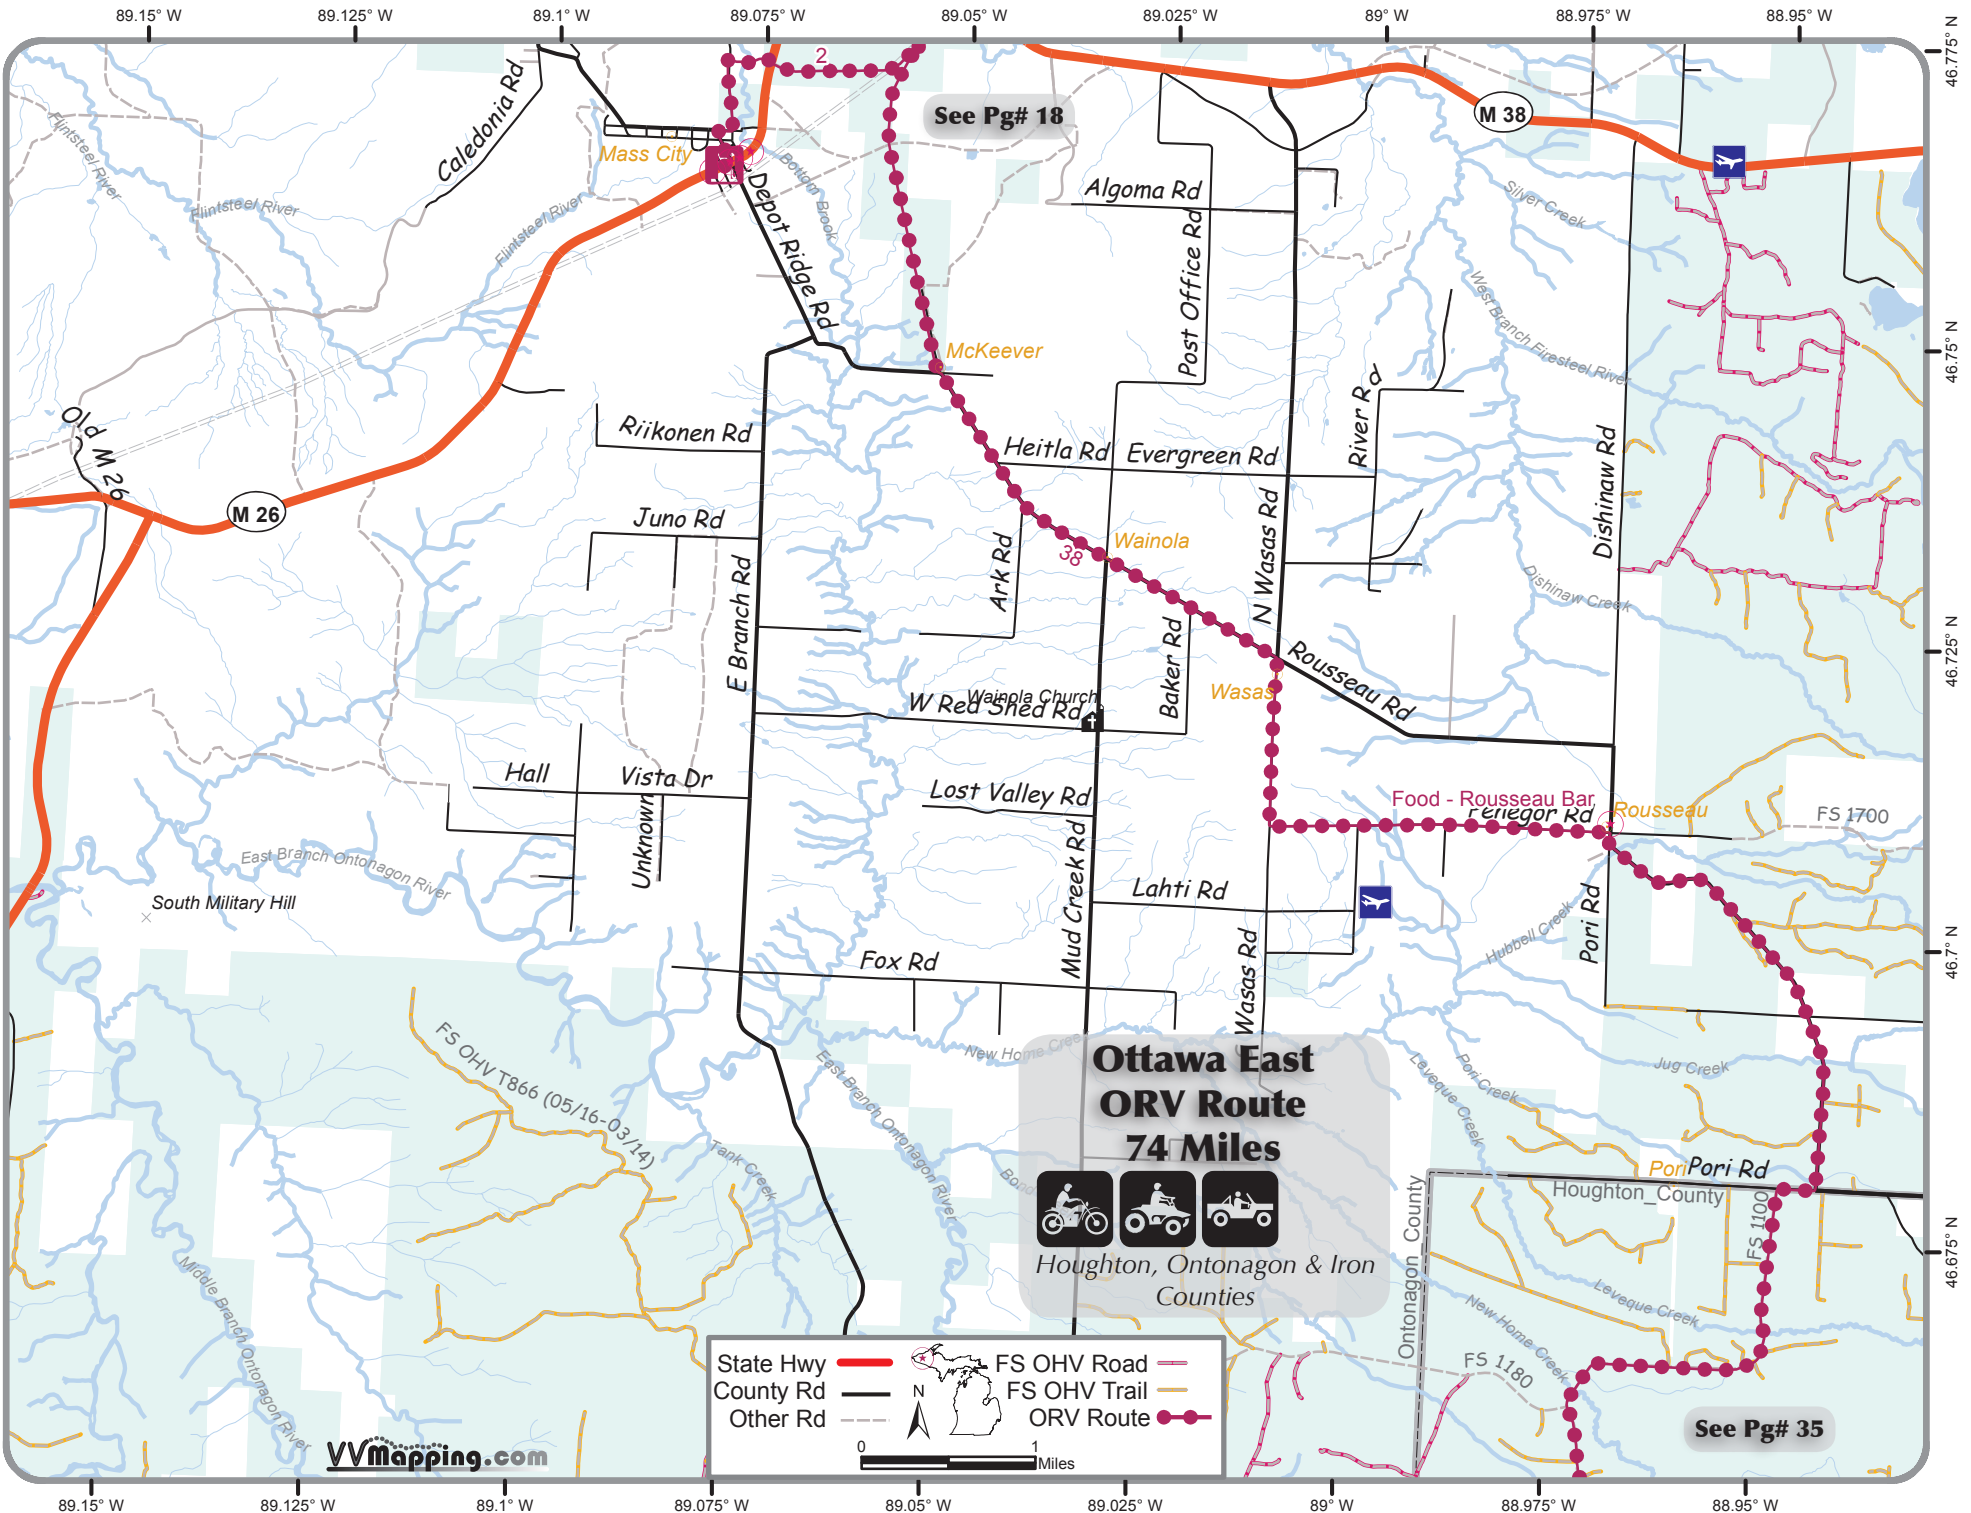 89.15° W
89.125° W
89.1° W
89.075° W
89.05° W
89.025° W
89° W
88.975° W
88.95° W
46.775° N
46.75° N
46.725° N
46.7° N
46.675° N
2
See Pg# 18
M 38
Caledonia Rd
Mass City
Flintsteel River
Flintsteel River
Flintsteel River
Bottom Brook
Depot Ridge Rd
Algoma Rd
Post Office Rd
Silver Creek
West Branch Firesteel River
McKeever
Old M 26
M 26
Riikonen Rd
Heitla Rd
Evergreen Rd
River Rd
Dishinaw Rd
Juno Rd
Ark Rd
38
Wainola
N Wasas Rd
Dishinaw Creek
E Branch Rd
Baker Rd
Rousseau Rd
Wasas
Wainola Church
W Red Shed Rd
Hall
Vista Dr
Unknown
Lost Valley Rd
Food - Rousseau Bar
Penegor Rd
Rousseau
FS 1700
East Branch Ontonagon River
South Military Hill
Mud Creek Rd
Lahti Rd
Pori Rd
Hubbell Creek
Fox Rd
Wasas Rd
New Home Creek
FS OHV T866 (05/16-03/14)
East Branch Ontonagon River
Tank Creek
Bond
Leveque Creek
Pori Creek
Jug Creek
Ottawa East
ORV Route
74 Miles
Houghton, Ontonagon & Iron
Counties
Pori
Pori Rd
Houghton_County
Ontonagon County
FS 1100
Leveque Creek
New Home Creek
FS 1180
Middle Branch Ontonagon River
See Pg# 35
State Hwy
County Rd
Other Rd
N
FS OHV Road
FS OHV Trail
ORV Route
0
1
Miles
VVMapping.com
89.15° W
89.125° W
89.1° W
89.075° W
89.05° W
89.025° W
89° W
88.975° W
88.95° W